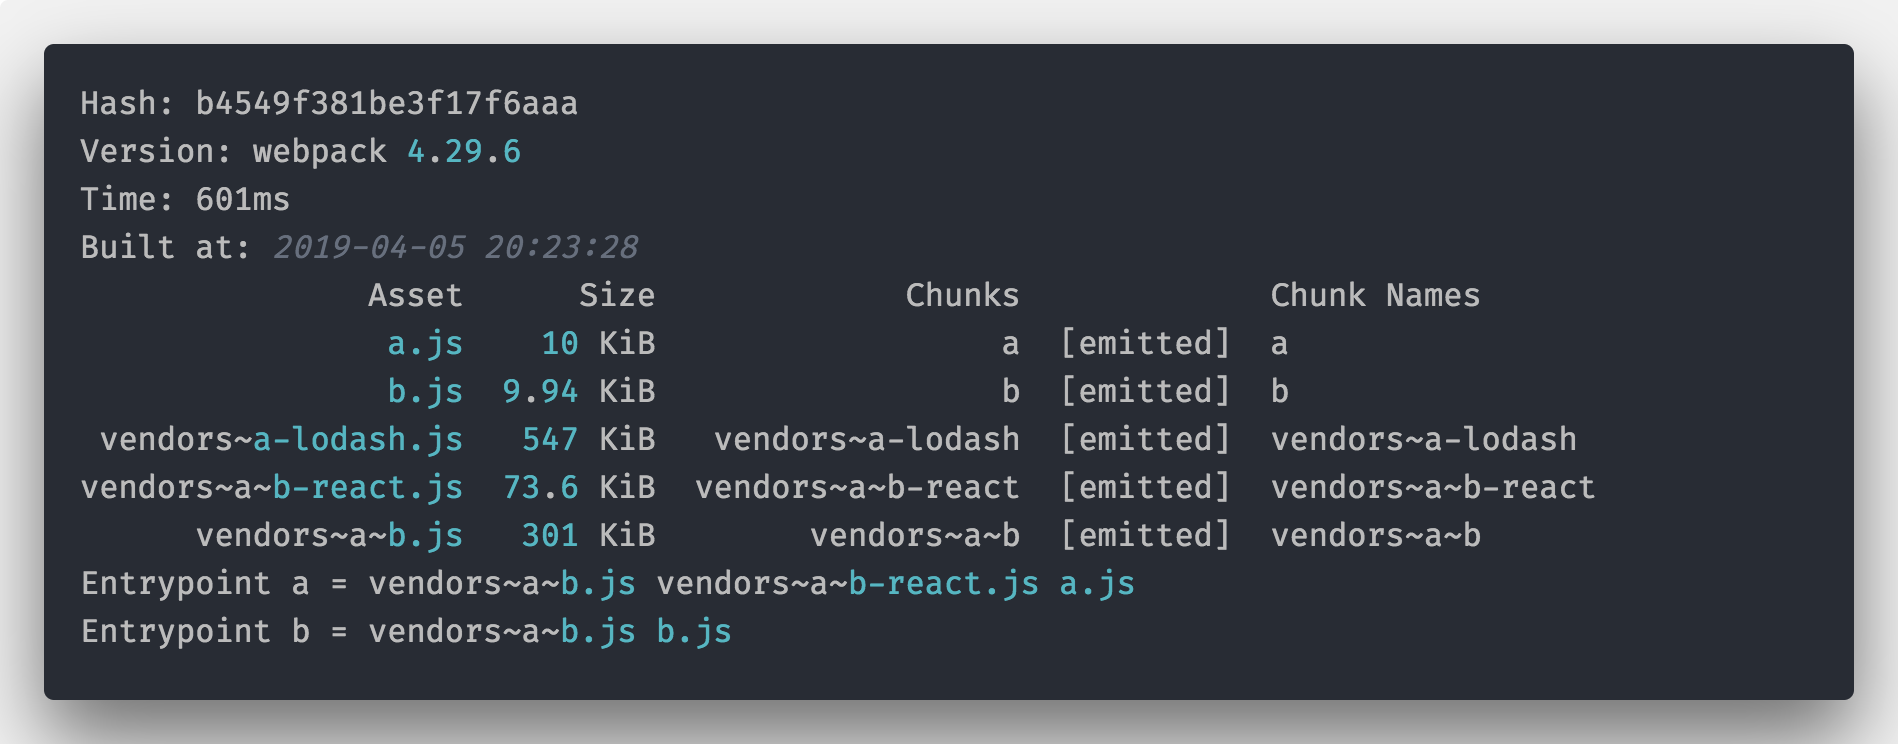 Hash: b4549f381be3f17f6aaa
Version: webpack 4.29.6
Time: 601ms
Built at: 2019-04-05 20:23:28
Asset Size Chunks Chunk Names
a.js 10 KiB a [emitted] a
b.js 9.94 KiB b [emitted] b
vendors~a-lodash.js 547 KiB vendors~a-lodash [emitted] vendors~a-lodash
vendors~a~b-react.js 73.6 KiB vendors~a~b-react [emitted] vendors~a~b-react
vendors~a~b.js 301 KiB vendors~a~b [emitted] vendors~a~b
Entrypoint a = vendors~a~b.js vendors~a~b-react.js a.js
Entrypoint b = vendors~a~b.js b.js